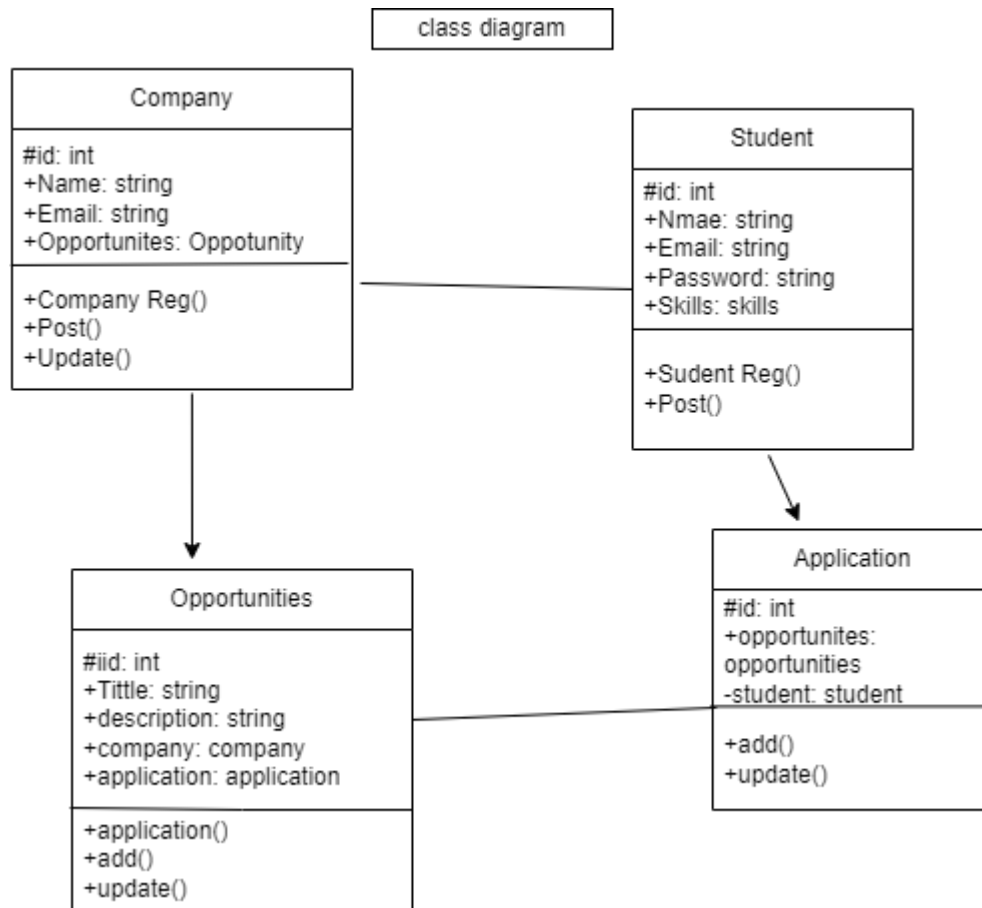 class diagram
Company
#id: int
+Name: string
+Email: string
+Opportunites: Oppotunity
+Company Reg()
+Post()
+Update()
Student
#id: int
+Nmae: string
+Email: string
+Password: string
+Skills: skills
+Sudent Reg()
+Post()
Opportunities
#iid: int
+Tittle: string
+description: string
+company: company
+application: application
+application()
+add()
+update()
Application
#id: int
+opportunites:
opportunities
-student: student
+add()
+update()